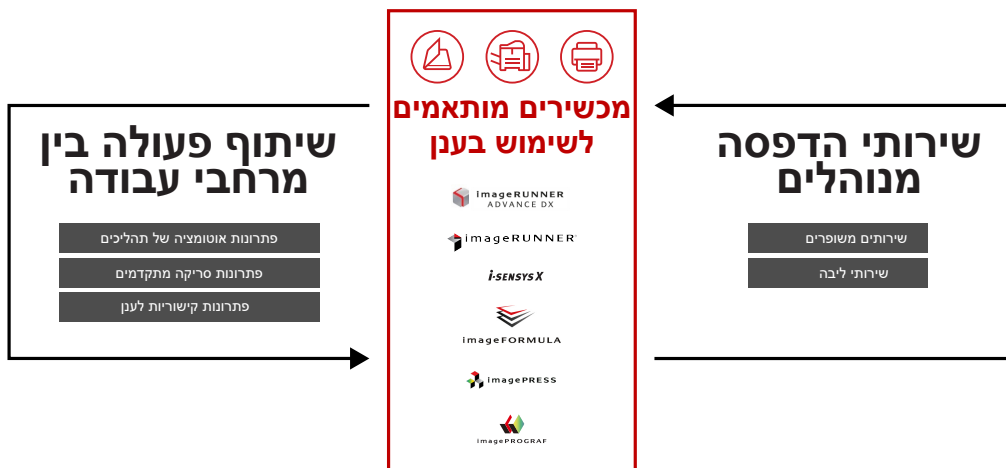 שירותי הדפסה
מנוהלים
שירותים משופרים
שירותי ליבה
מכשירים מותאמים
לשימוש בענן
imageRUNNER
ADVANCE DX
imageRUNNER
i-SENSYS X
imageFORMULA
imagePRESS
imagePROGRAF
שיתוף פעולה בין
מרחבי עבודה
פתרונות אוטומציה של תהליכים
פתרונות סריקה מתקדמים
פתרונות קישוריות לענן